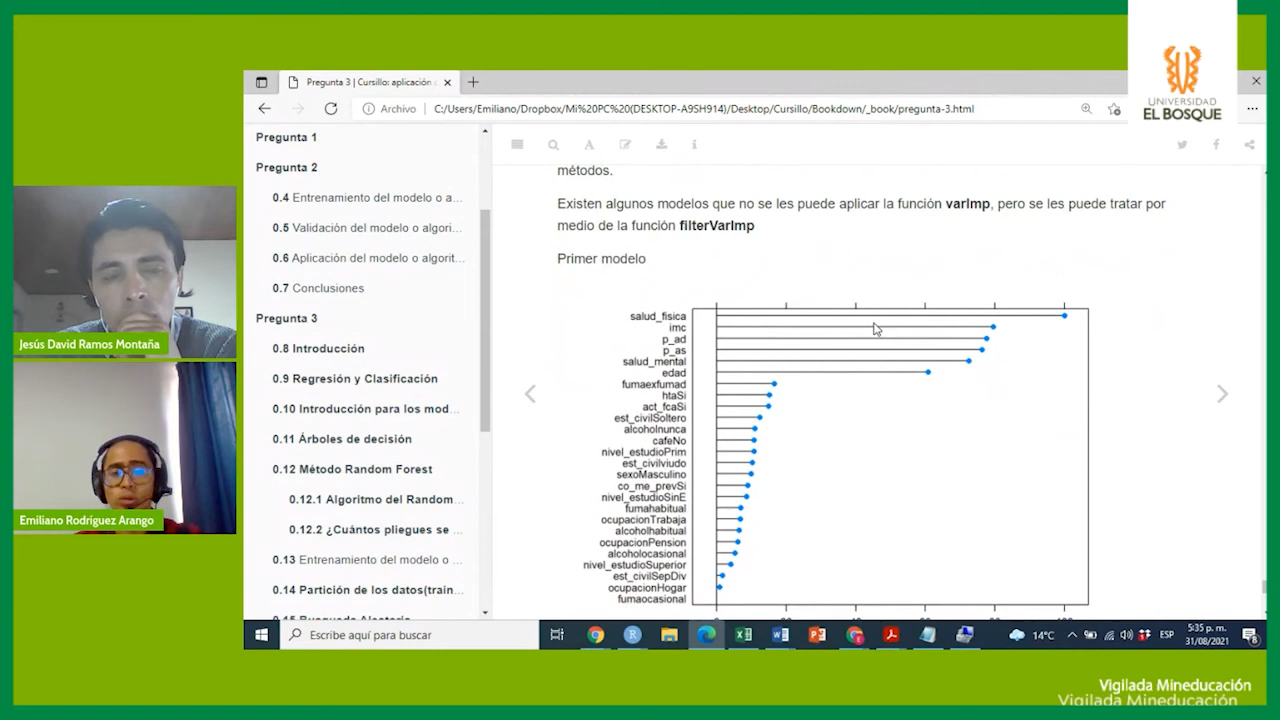 UNIVERSIDAD
EL BOSQUE
Pregunta 3 | Cursillo: aplicación
Archivo
C:/Users/Emiliano/Dropbox/Mi%20PC%20(DESKTOP-A9SH914)/Desktop/Cursillo/Bookdown/_book/pregunta-3.html
Pregunta 1
Pregunta 2
0.4 Entrenamiento del modelo o a...
0.5 Validación del modelo o algori...
0.6 Aplicación del modelo o algorit...
0.7 Conclusiones
Pregunta 3
0.8 Introducción
0.9 Regresión y Clasificación
0.10 Introducción para los mod...
0.11 Árboles de decisión
0.12 Método Random Forest
0.12.1 Algoritmo del Random...
0.12.2 ¿Cuántos pliegues se ...
0.13 Entrenamiento del modelo o ...
0.14 Partición de los datos(train...
0.15 Busqueda Aleatoria
métodos.
Existen algunos modelos que no se les puede aplicar la función varImp, pero se les puede tratar por
medio de la función filterVarImp
Primer modelo
salud_fisica
imc
p_ad
p_as
salud_mental
edad
fumaexfumad
htaSi
act_fcaSi
est_civilSoltero
alcoholnunca
cafeNo
nivel_estudioPrim
est_civilviudo
sexoMasculino
co_me_prevSi
nivel_estudioSinE
fumahabitual
ocupacionTrabaja
alcoholhabitual
ocupacionPension
alcoholocasional
nivel_estudioSuperior
est_civilSepDiv
ocupacionHogar
fumaocasional
Jesús David Ramos Montaña
Emiliano Rodríguez Arango
Escribe aquí para buscar
14°C
ESP
5:35 p. m.
31/08/2021
8
Vigilada Mineducación
Vigilada Mineducación